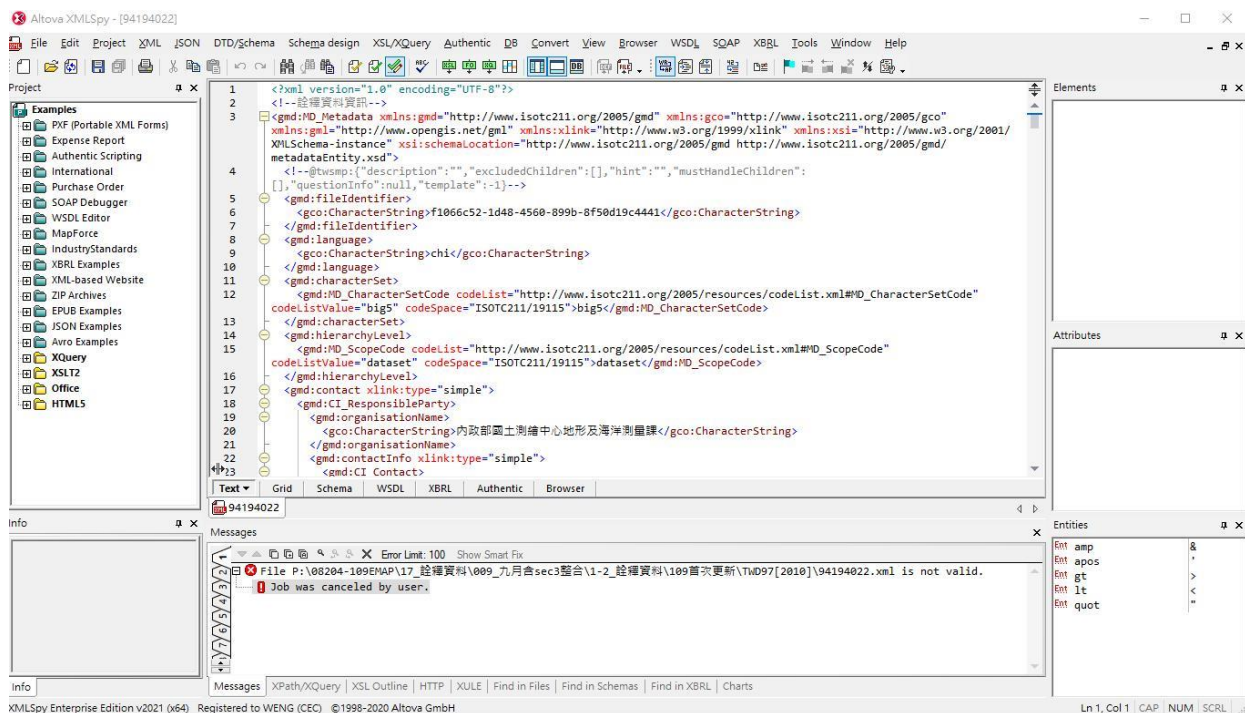 Altova XMLSpy - [94194022]
File Edit Project XML JSON DTD/Schema Schema design XSL/XQuery Authentic DB Convert View Browser WSDL SOAP XBRL Tools Window Help
Project
Examples
PXF (Portable XML Forms)
Expense Report
Authentic Scripting
International
Purchase Order
SOAP Debugger
WSDL Editor
MapForce
IndustryStandards
XBRL Examples
XML-based Website
ZIP Archives
EPUB Examples
JSON Examples
Avro Examples
XQuery
XSLT2
Office
HTML5
Info
Info
1 <?xml version="1.0" encoding="UTF-8"?>
2 <!--詮釋資料資訊-->
3 <gmd:MD_Metadata xmlns:gmd="http://www.isotc211.org/2005/gmd" xmlns:gco="http://www.isotc211.org/2005/gco"
xmlns:gml="http://www.opengis.net/gml" xmlns:xlink="http://www.w3.org/1999/xlink" xmlns:xsi="http://www.w3.org/2001/
XMLSchema-instance" xsi:schemaLocation="http://www.isotc211.org/2005/gmd http://www.isotc211.org/2005/gmd/
metadataEntity.xsd">
4 <!--@twsmp:{"description":"","excludedChildren":[],"hint":"","mustHandleChildren":
[],"questionInfo":null,"template":-1}-->
5 <gmd:fileIdentifier>
6 <gco:CharacterString>f1066c52-1d48-4560-899b-8f50d19c4441</gco:CharacterString>
7 </gmd:fileIdentifier>
8 <gmd:language>
9 <gco:CharacterString>chi</gco:CharacterString>
10 </gmd:language>
11 <gmd:characterSet>
12 <gmd:MD_CharacterSetCode codeList="http://www.isotc211.org/2005/resources/codeList.xml#MD_CharacterSetCode"
codeListValue="big5" codeSpace="ISOTC211/19115">big5</gmd:MD_CharacterSetCode>
13 </gmd:characterSet>
14 <gmd:hierarchyLevel>
15 <gmd:MD_ScopeCode codeList="http://www.isotc211.org/2005/resources/codeList.xml#MD_ScopeCode"
codeListValue="dataset" codeSpace="ISOTC211/19115">dataset</gmd:MD_ScopeCode>
16 </gmd:hierarchyLevel>
17 <gmd:contact xlink:type="simple">
18 <gmd:CI_ResponsibleParty>
19 <gmd:organisationName>
20 <gco:CharacterString>內政部國土測繪中心地形及海洋測量課</gco:CharacterString>
21 </gmd:organisationName>
22 <gmd:contactInfo xlink:type="simple">
23 <gmd:CI Contact>
Text Grid Schema WSDL XBRL Authentic Browser
94194022
Messages
Error Limit: 100 Show Smart Fix
File P:\08204-109EMAP\17_詮釋資料\009_九月含sec3整合\1-2_詮釋資料\109首次更新\TWD97[2010]\94194022.xml is not valid.
Job was canceled by user.
Messages XPath/XQuery XSL Outline HTTP XULE Find in Files Find in Schemas Find in XBRL Charts
Elements
Attributes
Entities
Ent amp &
Ent apos '
Ent gt >
Ent lt <
Ent quot "
XMLSpy Enterprise Edition v2021 (x64) Registered to WENG (CEC) ©1998-2020 Altova GmbH
Ln 1, Col 1 CAP NUM SCRL